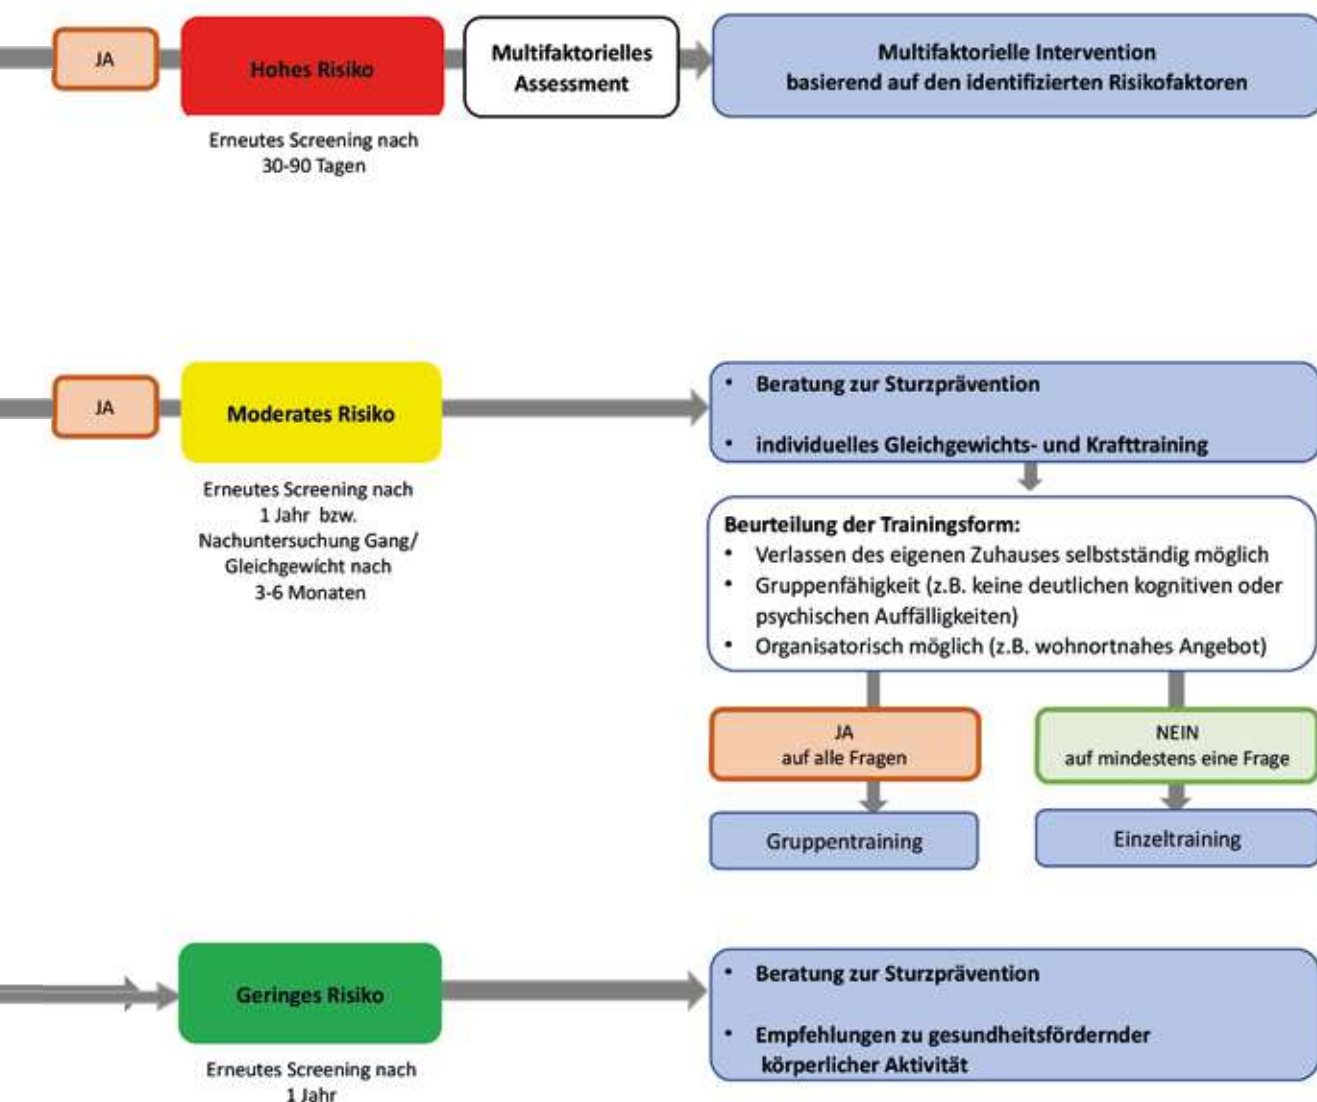 JA
Hohes Risiko
Multifaktorielles
Assessment
Multifaktorielle Intervention
basierend auf den identifizierten Risikofaktoren
Erneutes Screening nach
30-90 Tagen
JA
Moderates Risiko
• Beratung zur Sturzprävention
• individuelles Gleichgewichts- und Krafttraining
Erneutes Screening nach
1 Jahr bzw.
Nachuntersuchung Gang/
Gleichgewicht nach
3-6 Monaten
Beurteilung der Trainingsform:
• Verlassen des eigenen Zuhauses selbstständig möglich
• Gruppenfähigkeit (z.B. keine deutlichen kognitiven oder
psychischen Auffälligkeiten)
• Organisatorisch möglich (z.B. wohnortnahes Angebot)
JA
auf alle Fragen
NEIN
auf mindestens eine Frage
Gruppentraining
Einzeltraining
Geringes Risiko
• Beratung zur Sturzprävention
• Empfehlungen zu gesundheitsfördernder
körperlicher Aktivität
Erneutes Screening nach
1 Jahr